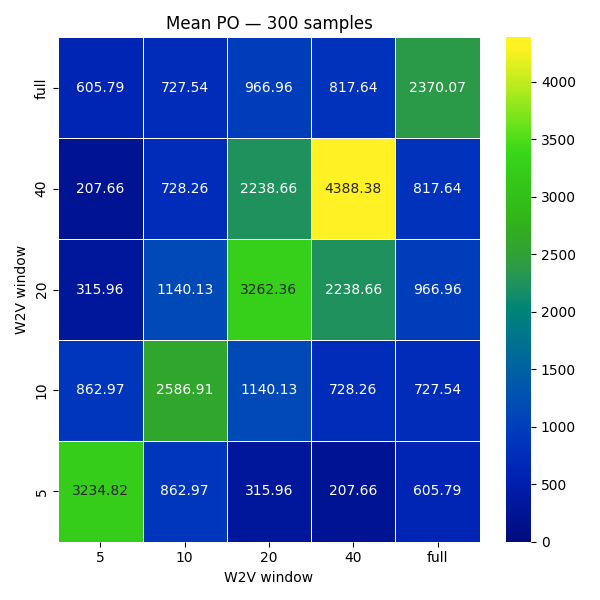 Mean PO — 300 samples
full 605.79 727.54 966.96 817.64 2370.07
40 207.66 728.26 2238.66 4388.38 817.64
20 315.96 1140.13 3262.36 2238.66 966.96
10 862.97 2586.91 1140.13 728.26 727.54
5 3234.82 862.97 315.96 207.66 605.79
5 10 20 40 full
W2V window
W2V window
4000
3500
3000
2500
2000
1500
1000
500
0